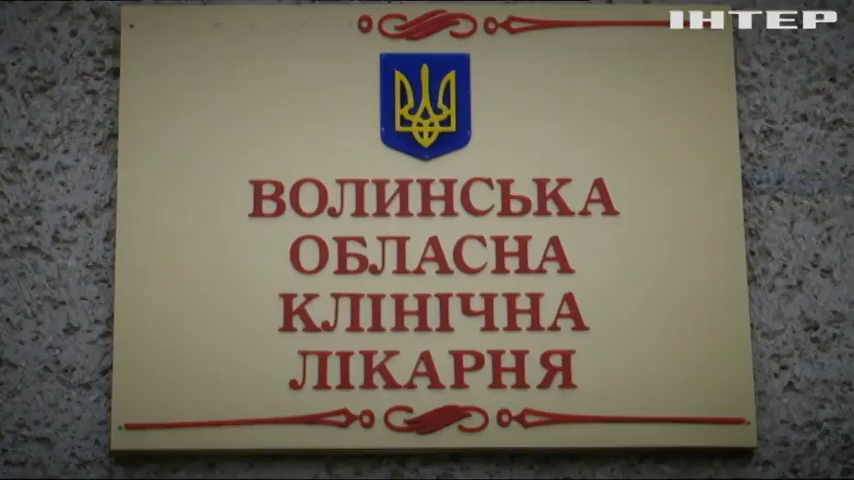 ІНТЕР
ВОЛИНСЬКА
ОБЛАСНА
КЛІНІЧНА
ЛІКАРНЯ